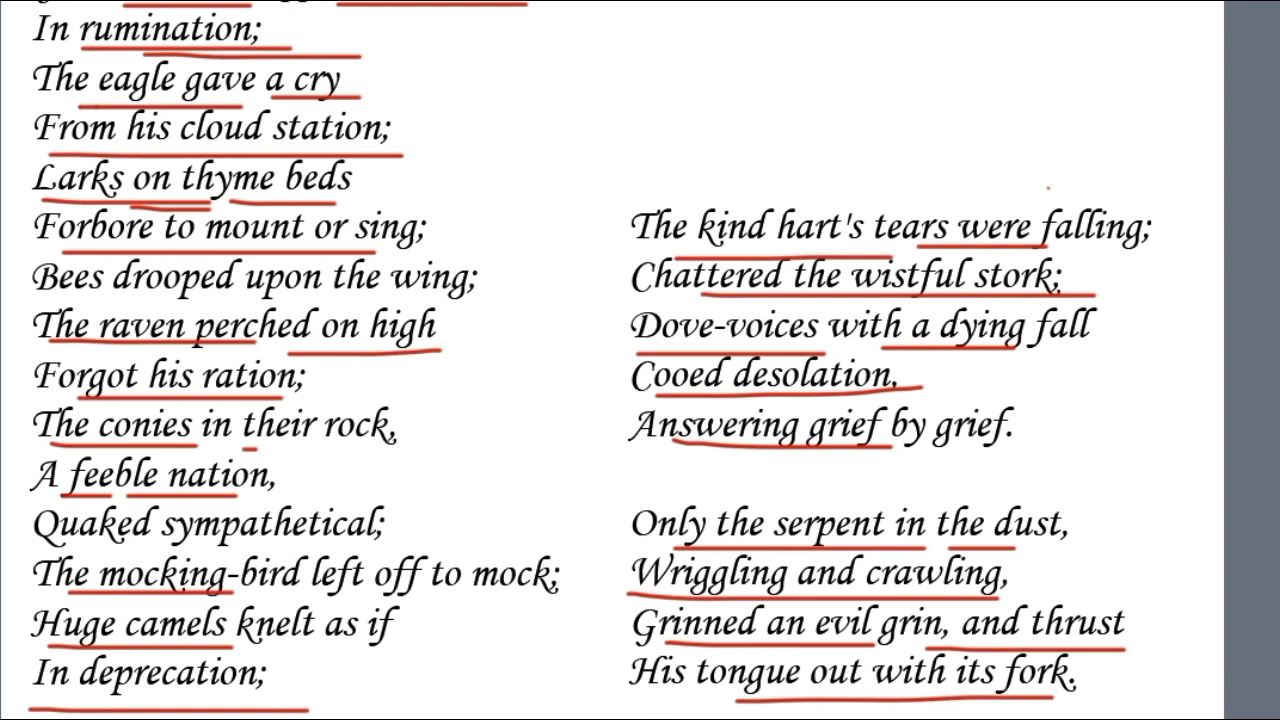 In rumination;
The eagle gave a cry
From his cloud station;
Larks on thyme beds
Forbore to mount or sing;
Bees drooped upon the wing;
The raven perched on high
Forgot his ration;
The conies in their rock,
A feeble nation,
Quaked sympathetical;
The mocking-bird left off to mock;
Huge camels knelt as if
In deprecation;
The kind hart's tears were falling;
Chattered the wistful stork;
Dove-voices with a dying fall
Cooed desolation,
Answering grief by grief.
Only the serpent in the dust,
Wriggling and crawling,
Grinned an evil grin, and thrust
His tongue out with its fork.